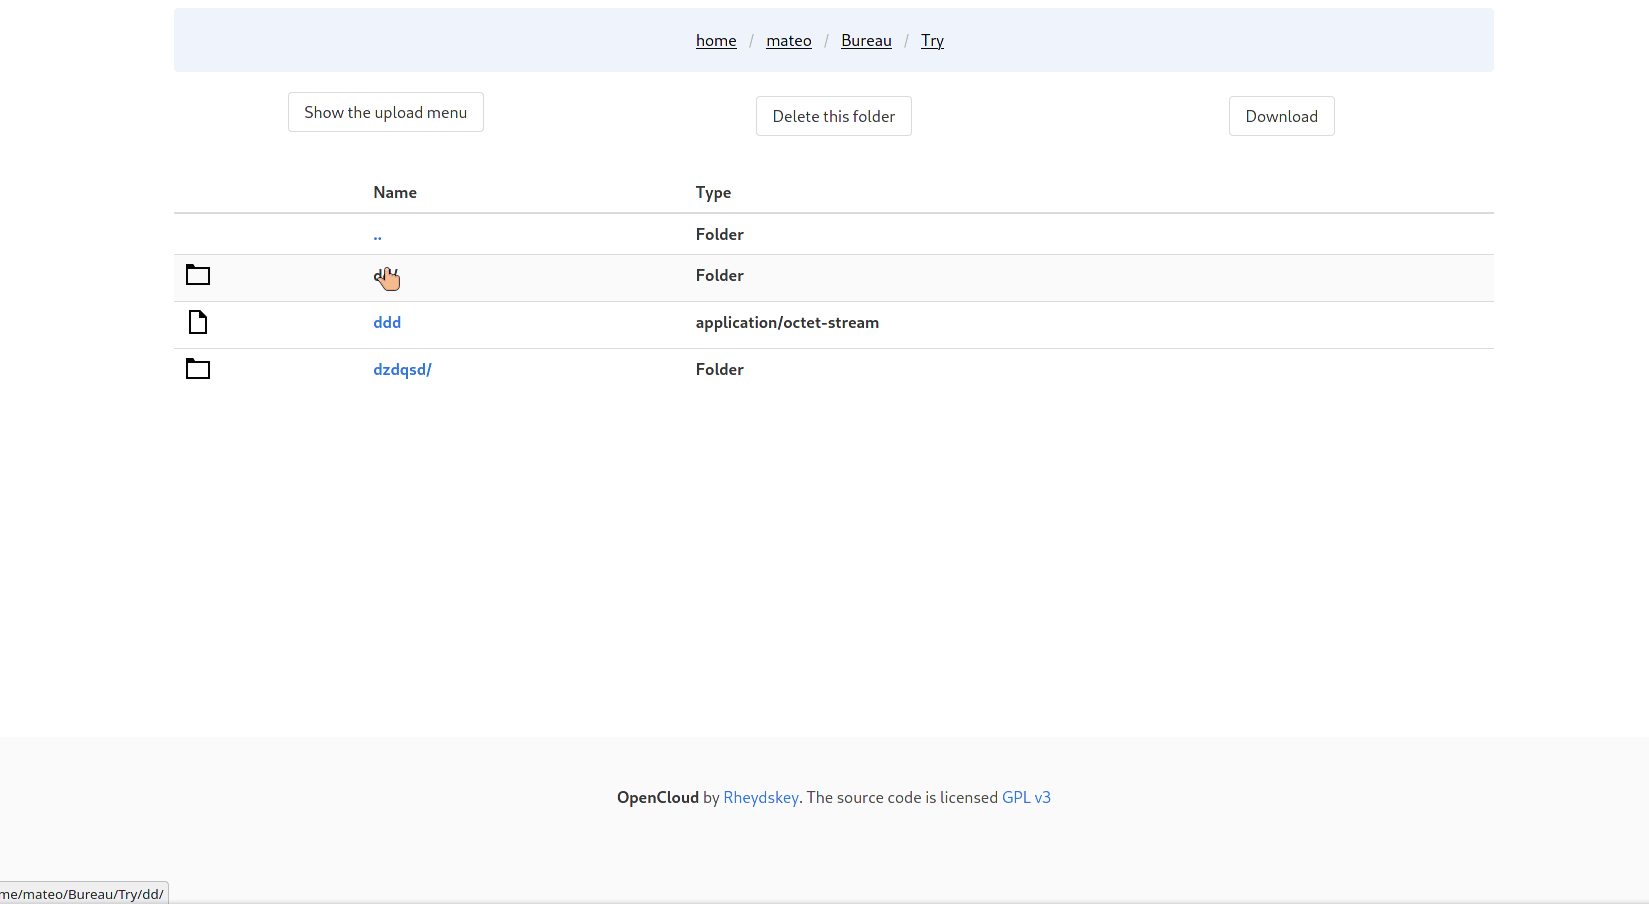 home / mateo / Bureau / Try
Show the upload menu
Delete this folder
Download
Name Type
.. Folder
Folder
ddd application/octet-stream
dzdqsd/ Folder
OpenCloud by Rheydskey. The source code is licensed GPL v3
me/mateo/Bureau/Try/dd/